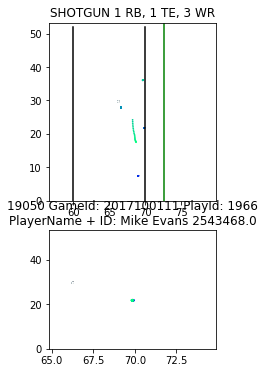 SHOTGUN 1 RB, 1 TE, 3 WR
50
40
30
20
10
0
60 65 70 75
19050 GameId: 2017100111 PlayId: 1966
PlayerName + ID: Mike Evans 2543468.0
40
20
0
65.0 67.5 70.0 72.5